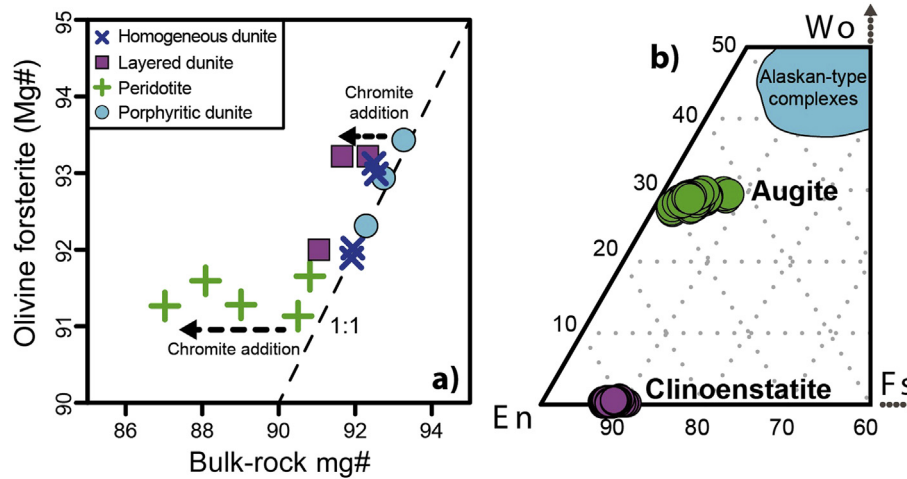 95
94
93
92
91
90
Olivine forsterite (Mg#)
Homogeneous dunite
Layered dunite
Peridotite
Porphyritic dunite
Chromite
addition
Chromite addition
1:1
a)
86
88
90
92
94
Bulk-rock mg#
b)
Wo
50
40
30
20
10
Alaskan-type
complexes
Augite
Clinoenstatite
En
Fs
90
80
70
60